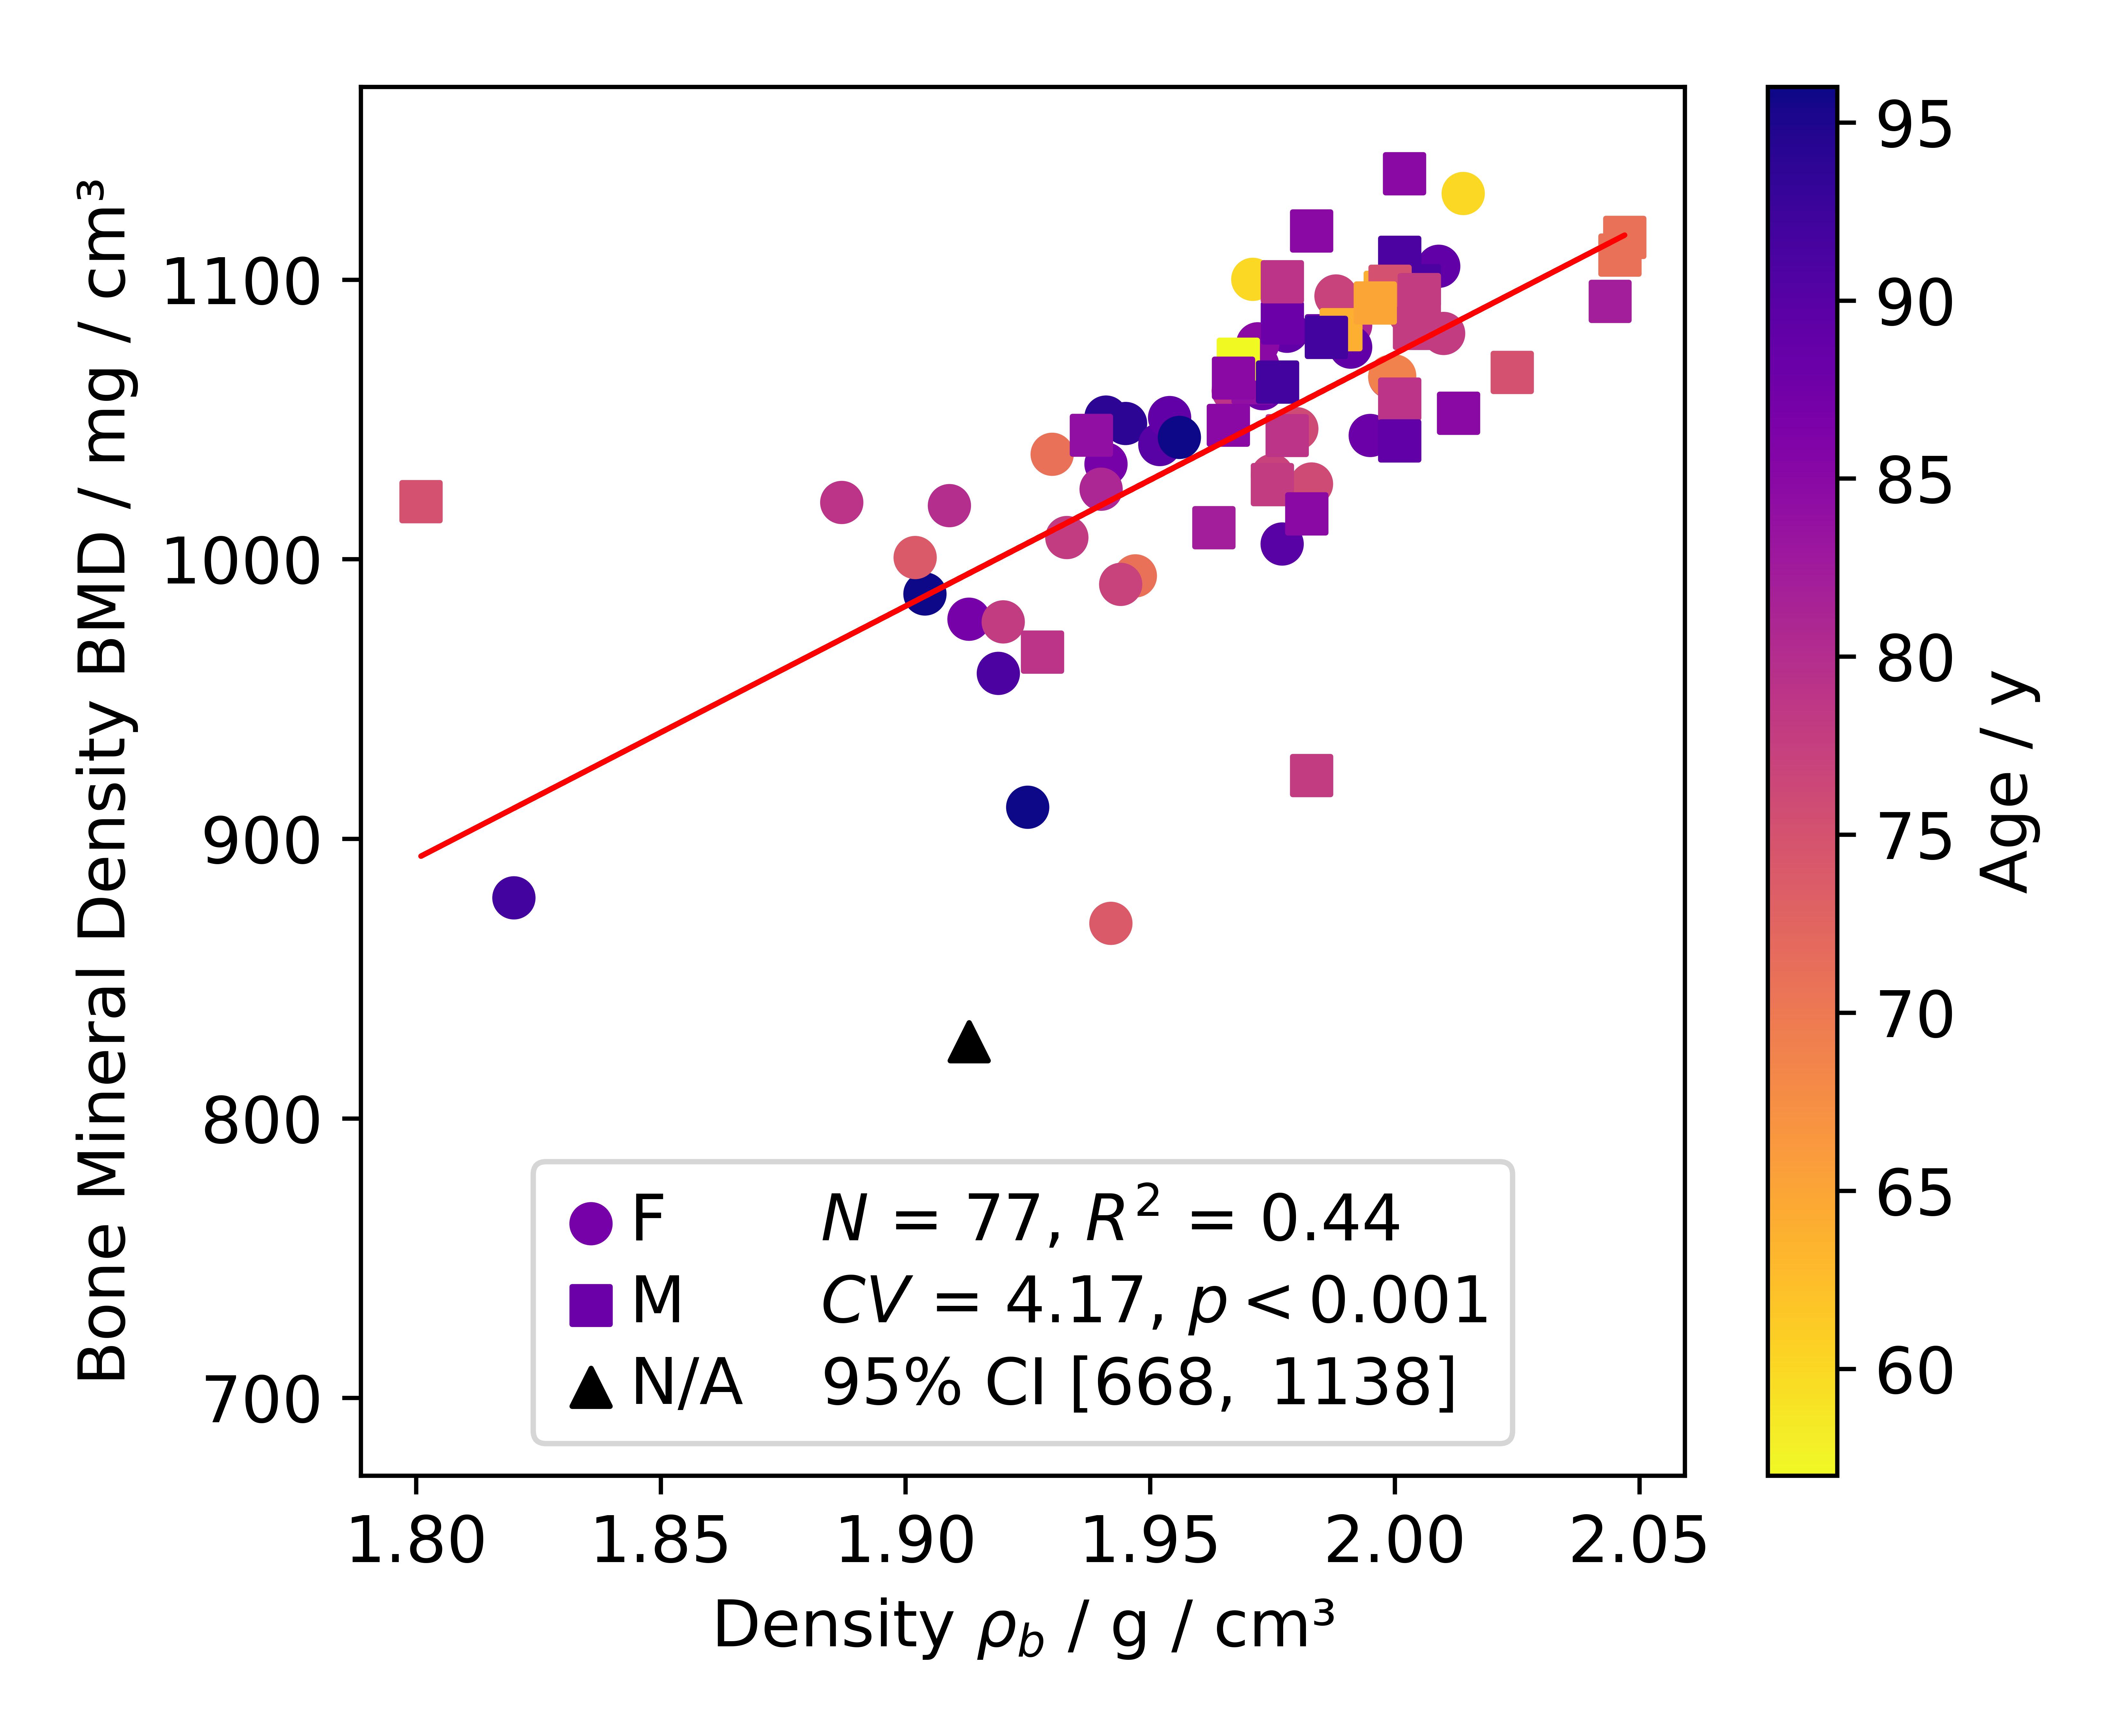 Bone Mineral Density BMD / mg / cm³
1100
1000
900
800
700
F N = 77, R² = 0.44
M CV = 4.17, p < 0.001
N/A 95% CI [668, 1138]
1.80 1.85 1.90 1.95 2.00 2.05
Density ρb / g / cm³
95
90
85
80
75
70
65
60
Age / y